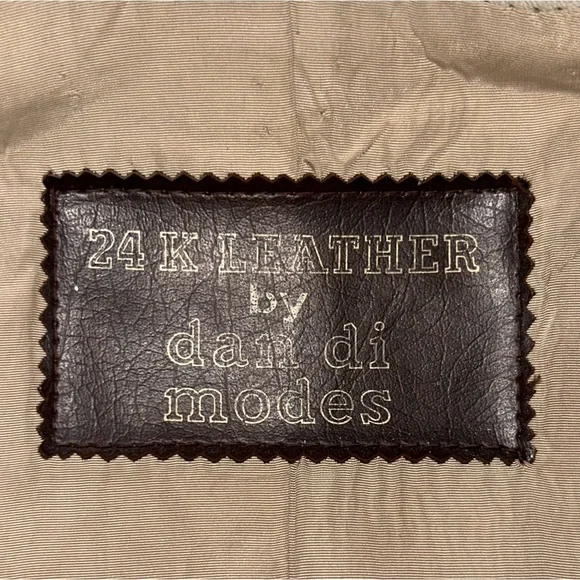 24 K LEATHER
by
dan di
modes